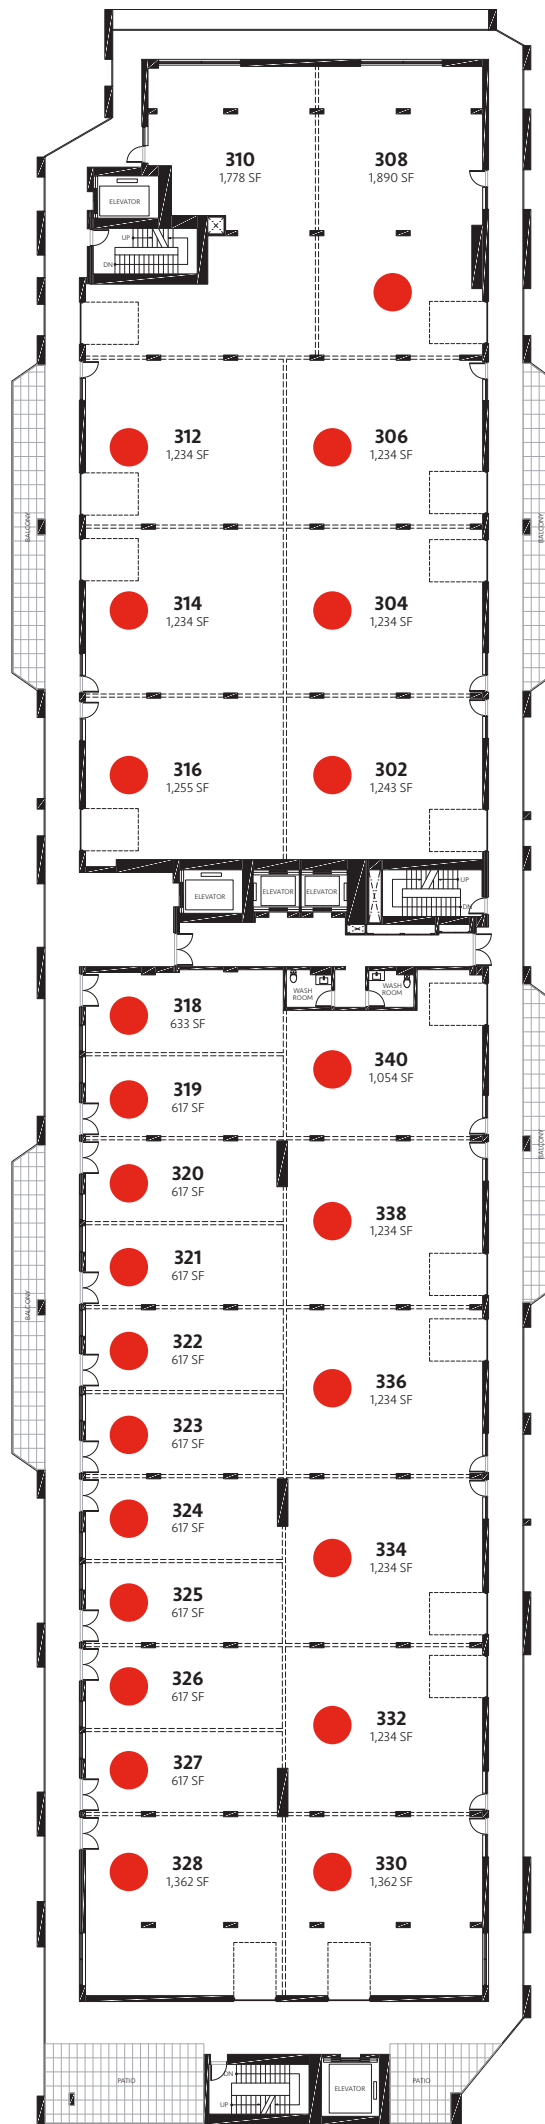 310
1,778 SF
308
1,890 SF
ELEVATOR
UP
DN
312
1,234 SF
306
1,234 SF
BALCONY
BALCONY
314
1,234 SF
304
1,234 SF
316
1,255 SF
302
1,243 SF
ELEVATOR
ELEVATOR
ELEVATOR
UP
DN
WASH
ROOM
WASH
ROOM
318
633 SF
340
1,054 SF
319
617 SF
BALCONY
320
617 SF
338
1,234 SF
321
617 SF
BALCONY
322
617 SF
336
1,234 SF
323
617 SF
324
617 SF
334
1,234 SF
325
617 SF
326
617 SF
332
1,234 SF
327
617 SF
328
1,362 SF
330
1,362 SF
PATIO
DN
UP
ELEVATOR
PATIO